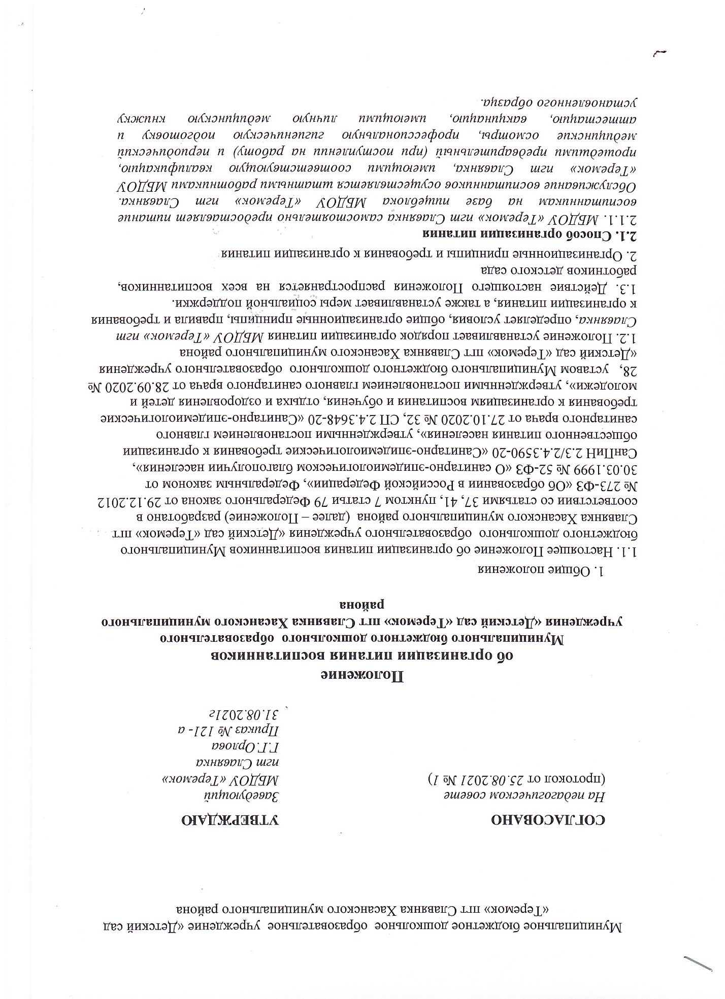 Муниципальное бюджетное дошкольное образовательное учреждение «Детский сад
«Теремок» пгт Славянка Хасанского муниципального района
СОГЛАСОВАНО
На педагогическом совете
(протокол от 25.08.2021 № 1)
УТВЕРЖДАЮ
Заведующий
МБДОУ «Теремок»
пгт Славянка
Г.Г.Орлова
Приказ № 121- а
31.08.2021г
Положение
об организации питания воспитанников
Муниципального бюджетного дошкольного образовательного
учреждения «Детский сад «Теремок» пгт Славянка Хасанского муниципального
района
1. Общие положения
1.1. Настоящее Положение об организации питания воспитанников Муниципального
бюджетного дошкольного образовательного учреждения «Детский сад «Теремок» пгт
Славянка Хасанского муниципального района (далее – Положение) разработано в
соответствии со статьями 37, 41, пунктом 7 статьи 79 Федерального закона от 29.12.2012
№ 273-ФЗ «Об образовании в Российской Федерации», Федеральным законом от
30.03.1999 № 52-ФЗ «О санитарно-эпидемиологическом благополучии населения»,
СанПиН 2.3/2.4.3590-20 «Санитарно-эпидемиологические требования к организации
общественного питания населения», утвержденными постановлением главного
санитарного врача от 27.10.2020 № 32, СП 2.4.3648-20 «Санитарно-эпидемиологические
требования к организациям воспитания и обучения, отдыха и оздоровления детей и
молодежи», утвержденными постановлением главного санитарного врача от 28.09.2020 №
28, уставом Муниципального бюджетного дошкольного образовательного учреждения
«Детский сад «Теремок» пгт Славянка Хасанского муниципального района
1.2. Положение устанавливает порядок организации питания МБДОУ «Теремок» пгт
Славянка, определяет условия, общие организационные принципы, правила и требования
к организации питания, а также устанавливает меры социальной поддержки.
1.3. Действие настоящего Положения распространяется на всех воспитанников,
работников детского сада
2. Организационные принципы и требования к организации питания
2.1. Способ организации питания
2.1.1. МБДОУ «Теремок» пгт Славянка самостоятельно предоставляет питание
воспитанникам на базе пищеблока МБДОУ «Теремок» пгт Славянка.
Обслуживание воспитанников осуществляется штатными работниками МБДОУ
«Теремок» пгт Славянка, имеющими соответствующую квалификацию,
прошедшими предварительный (при поступлении на работу) и периодический
медицинские осмотры, профессиональную гигиеническую подготовку и
аттестацию, вакцинацию, имеющими личную медицинскую книжку
установленного образца.